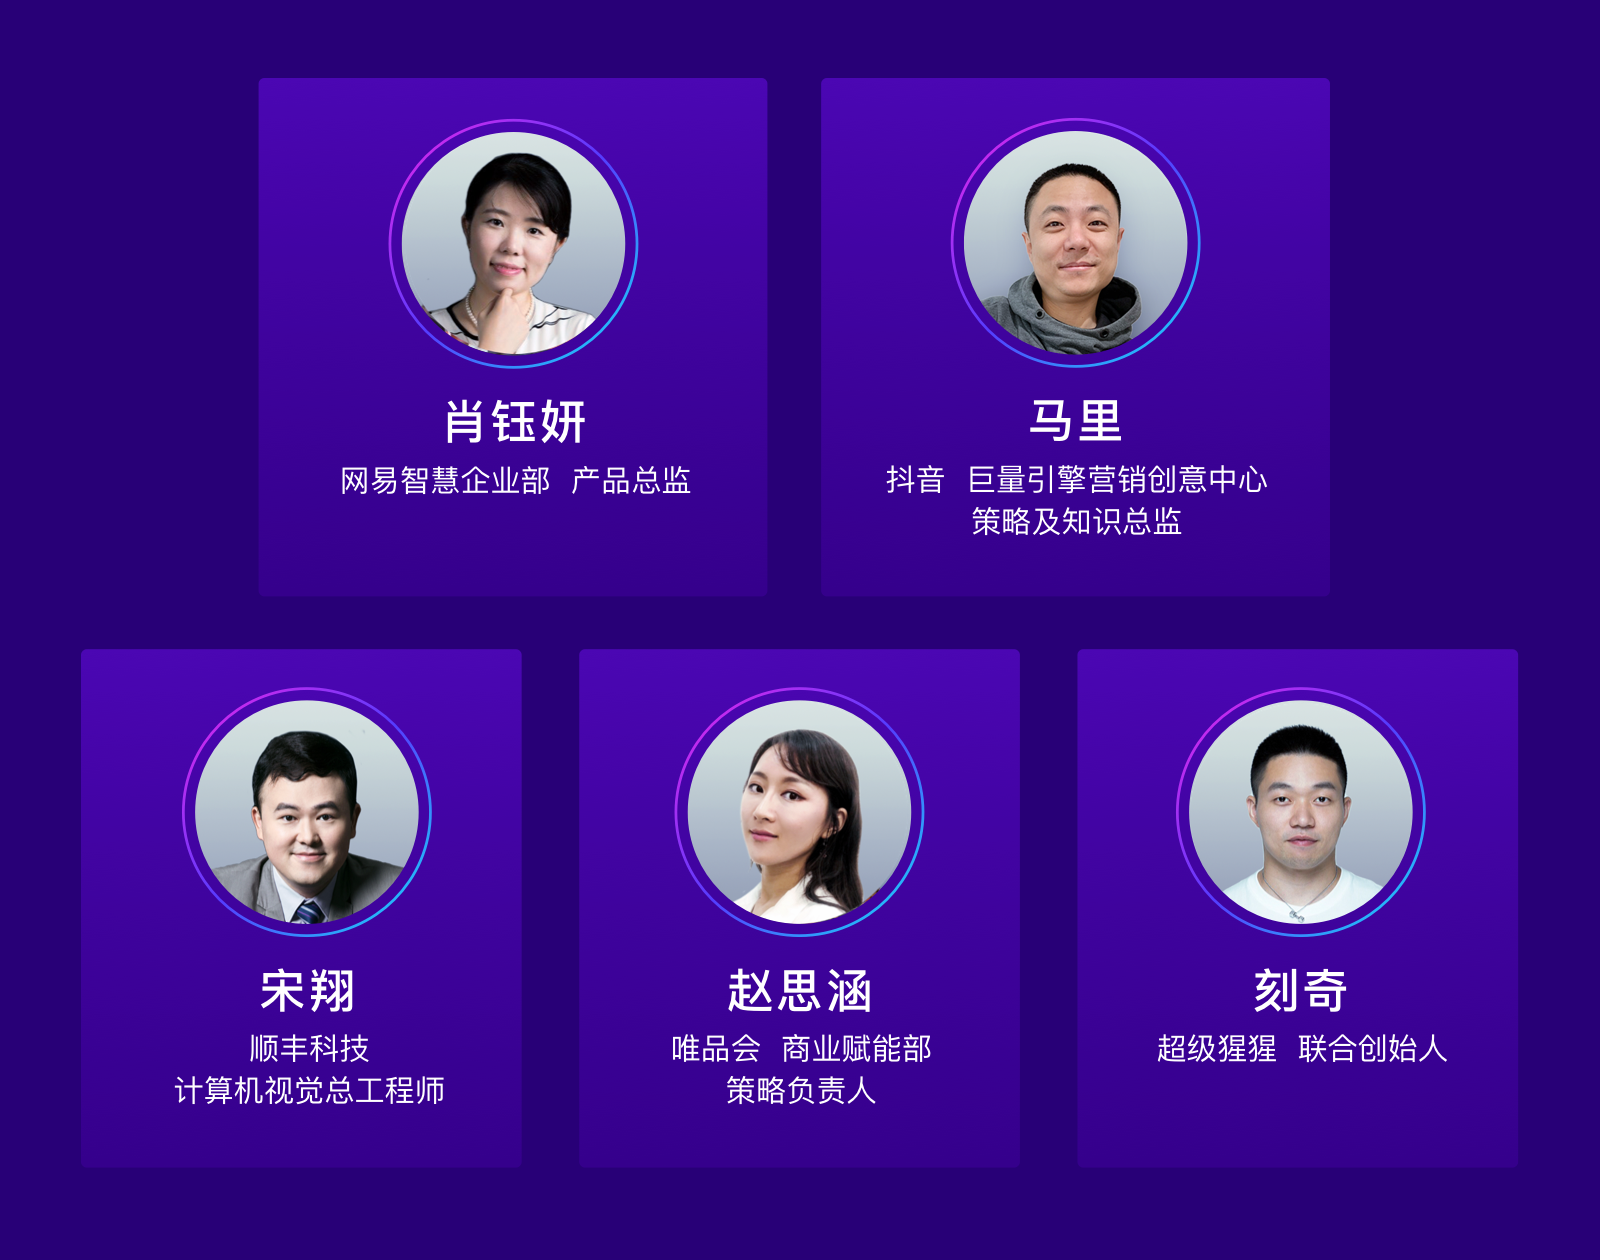 肖钰妍
网易智慧企业部 产品总监
马里
抖音 巨量引擎营销创意中心
策略及知识总监
宋翔
顺丰科技
计算机视觉总工程师
赵思涵
唯品会 商业赋能部
策略负责人
刻奇
超级猩猩 联合创始人